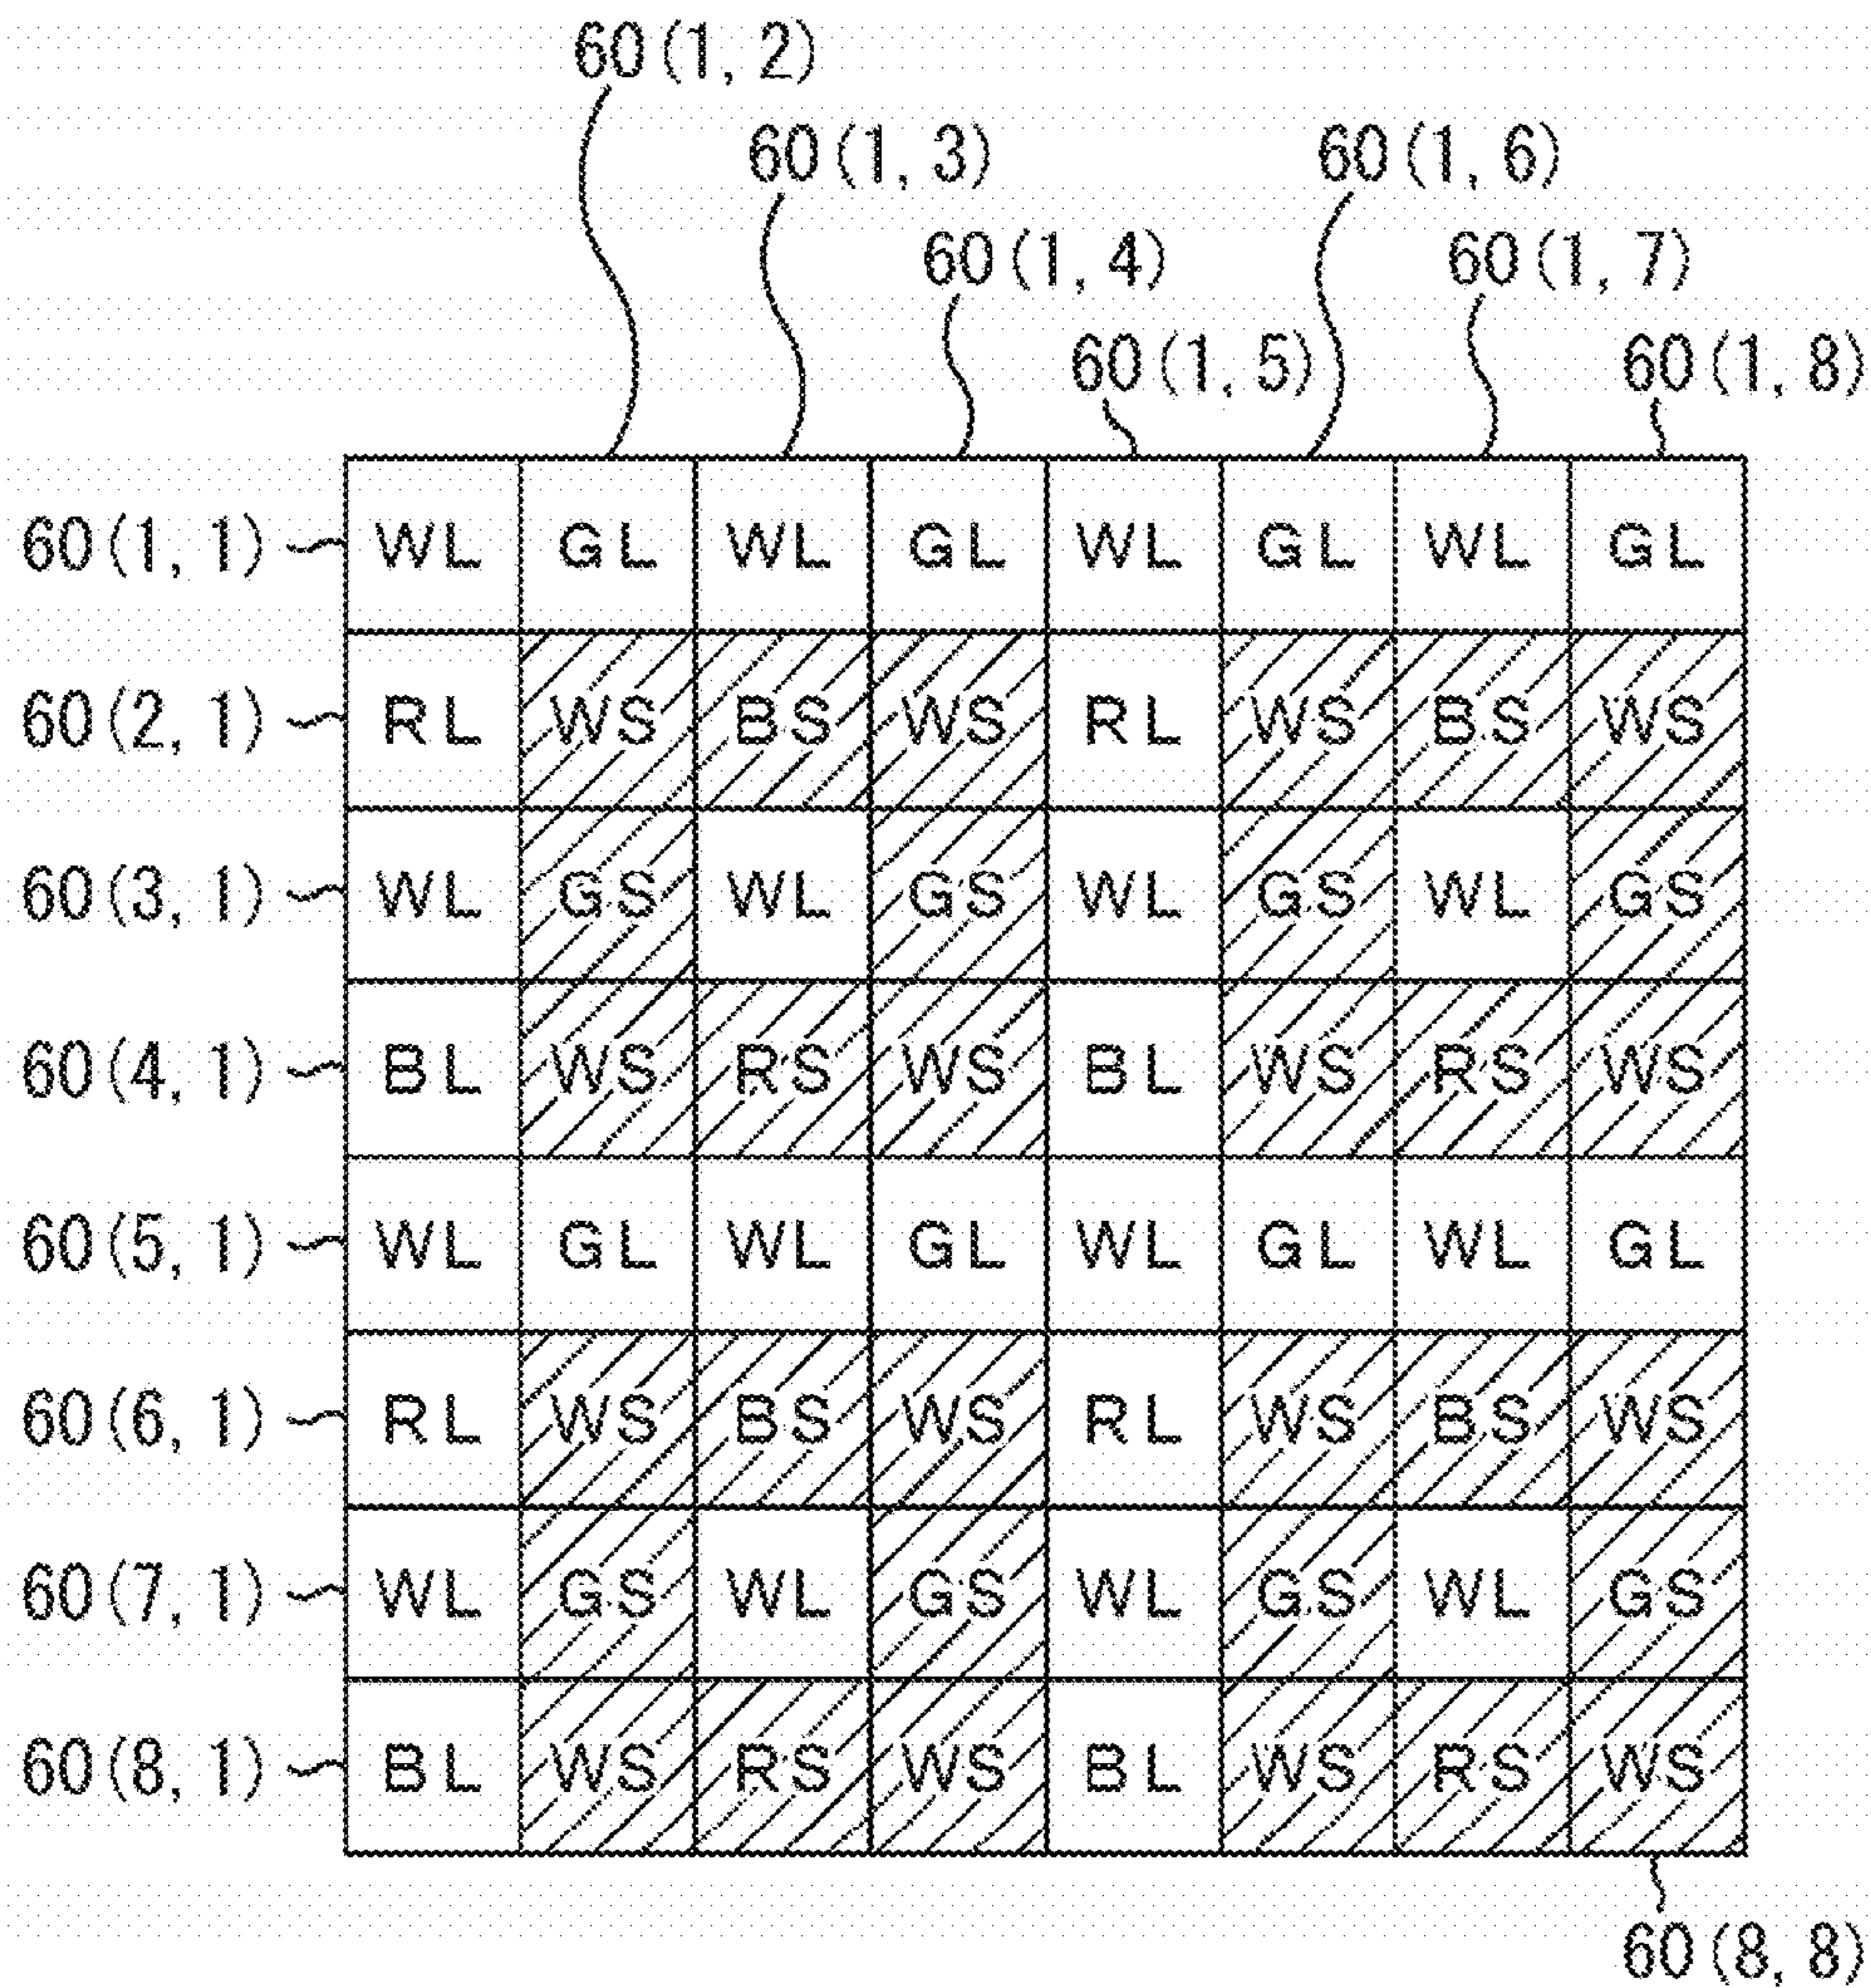 60(1, 2)
60(1, 3) 60(1, 6)
60(1, 4) 60(1, 7)
60(1, 5) 60(1, 8)
60(1, 1) WL GL WL GL WL GL WL GL
60(2, 1) RL WS BS WS RL WS BS WS
60(3, 1) WL GS WL GS WL GS WL GS
60(4, 1) BL WS RS WS BL WS RS WS
60(5, 1) WL GL WL GL WL GL WL GL
60(6, 1) RL WS BS WS RL WS BS WS
60(7, 1) WL GS WL GS WL GS WL GS
60(8, 1) BL WS RS WS BL WS RS WS
60(8, 8)